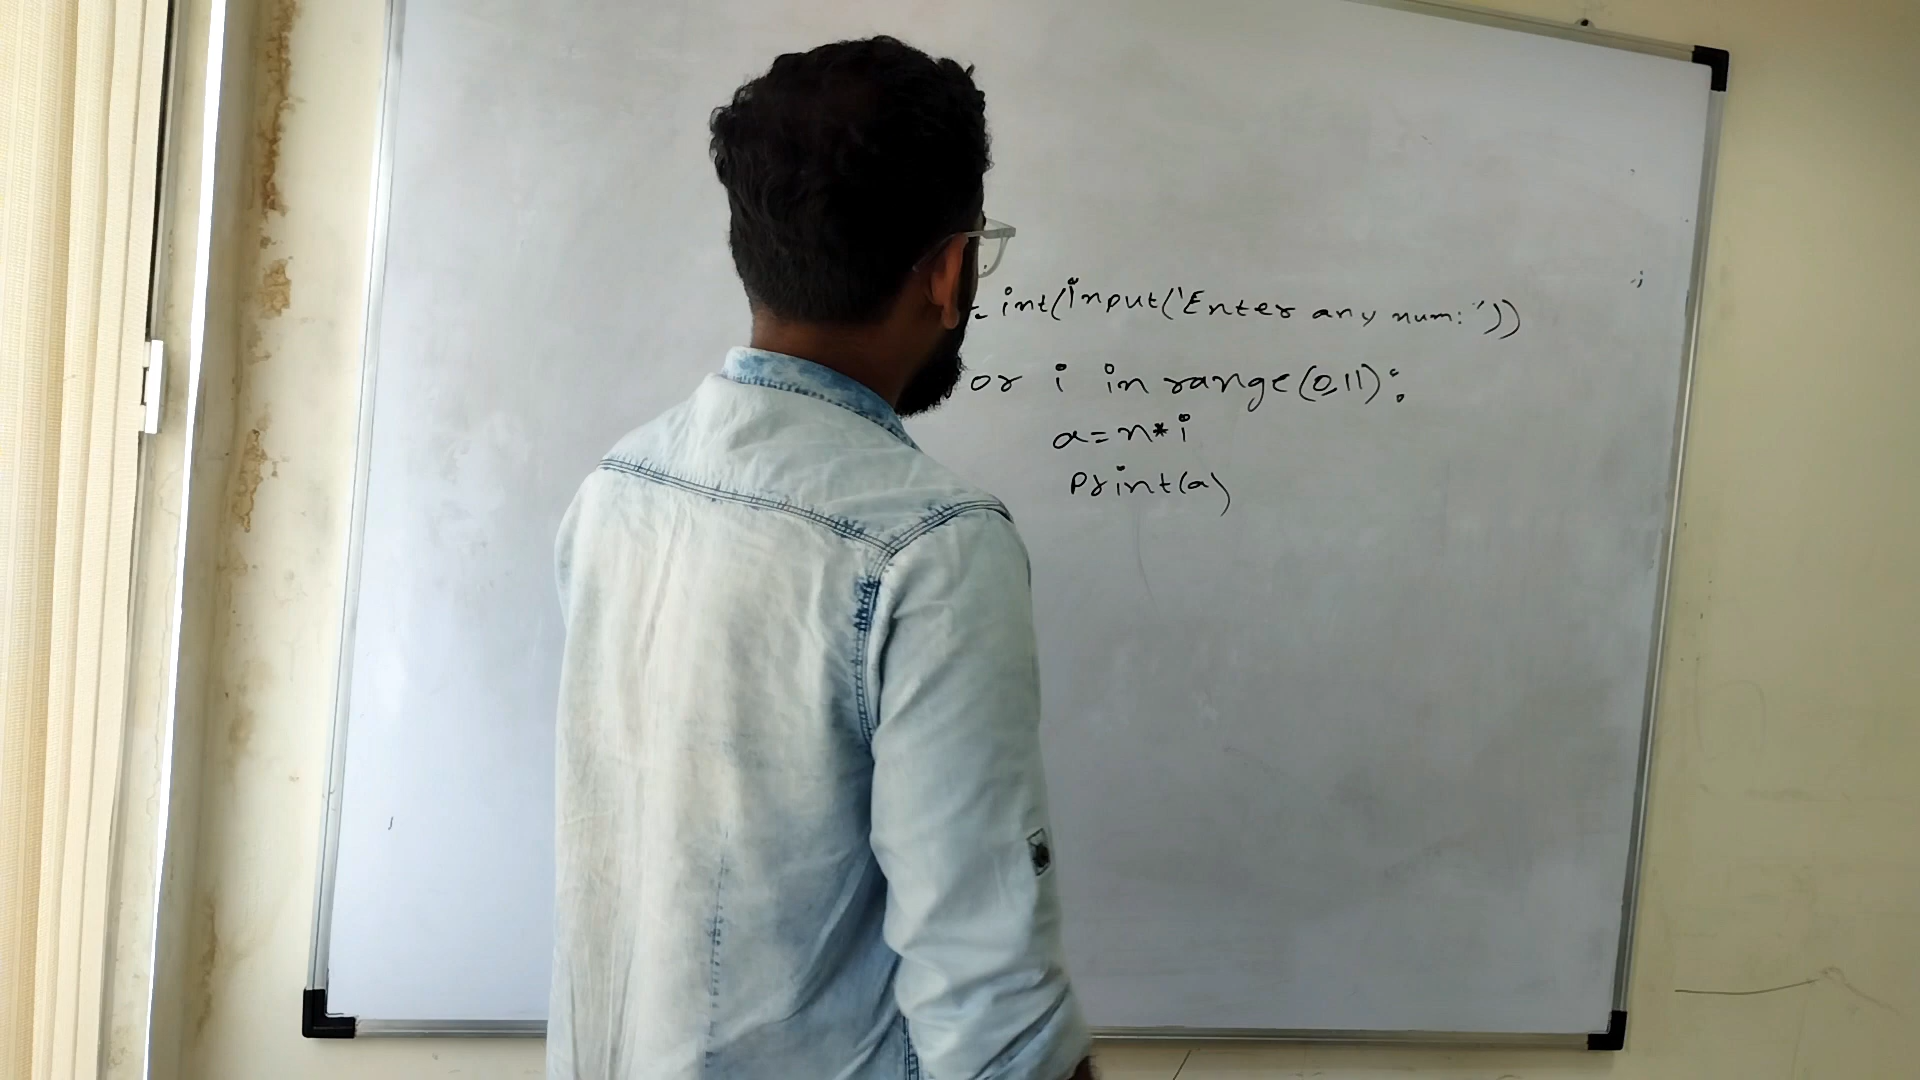 = int(input('Enter any num:'))
or i in range(0,11):
a=n*i
print(a)